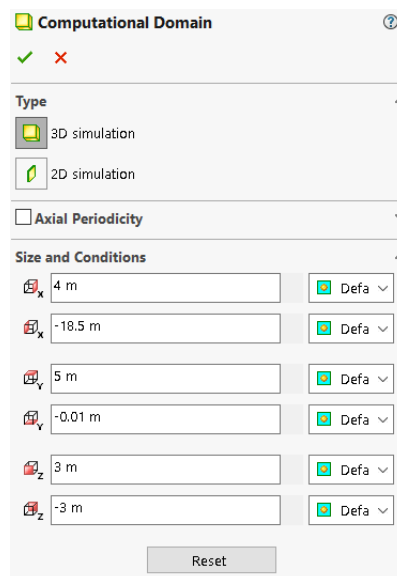 Computational Domain
Type
3D simulation
2D simulation
Axial Periodicity
Size and Conditions
X 4 m Defa
X -18.5 m Defa
Y 5 m Defa
Y -0.01 m Defa
Z 3 m Defa
Z -3 m Defa
Reset